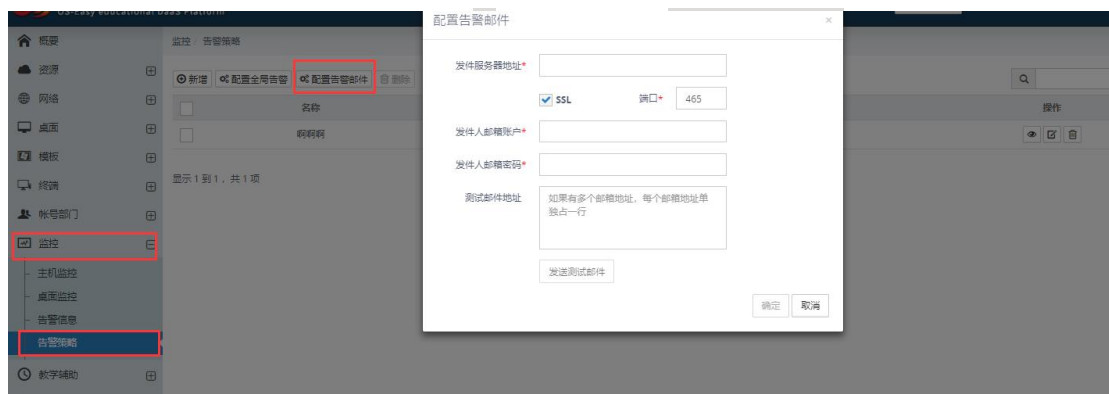 OS-Easy educational DaaS Platform
配置告警邮件
×
概要
监控 / 告警策略
资源
发件服务器地址*
新增 配置全局告警 配置告警邮件 删除
网络
SSL 端口* 465
名称 操作
桌面
啊啊啊
发件人邮箱账户*
模板
发件人邮箱密码*
终端
显示 1 到 1 , 共 1 项
测试邮件地址
如果有多个邮箱地址, 每个邮箱地址单
独占一行
帐号部门
监控
主机监控
发送测试邮件
桌面监控
确定 取消
告警信息
告警策略
教学辅助